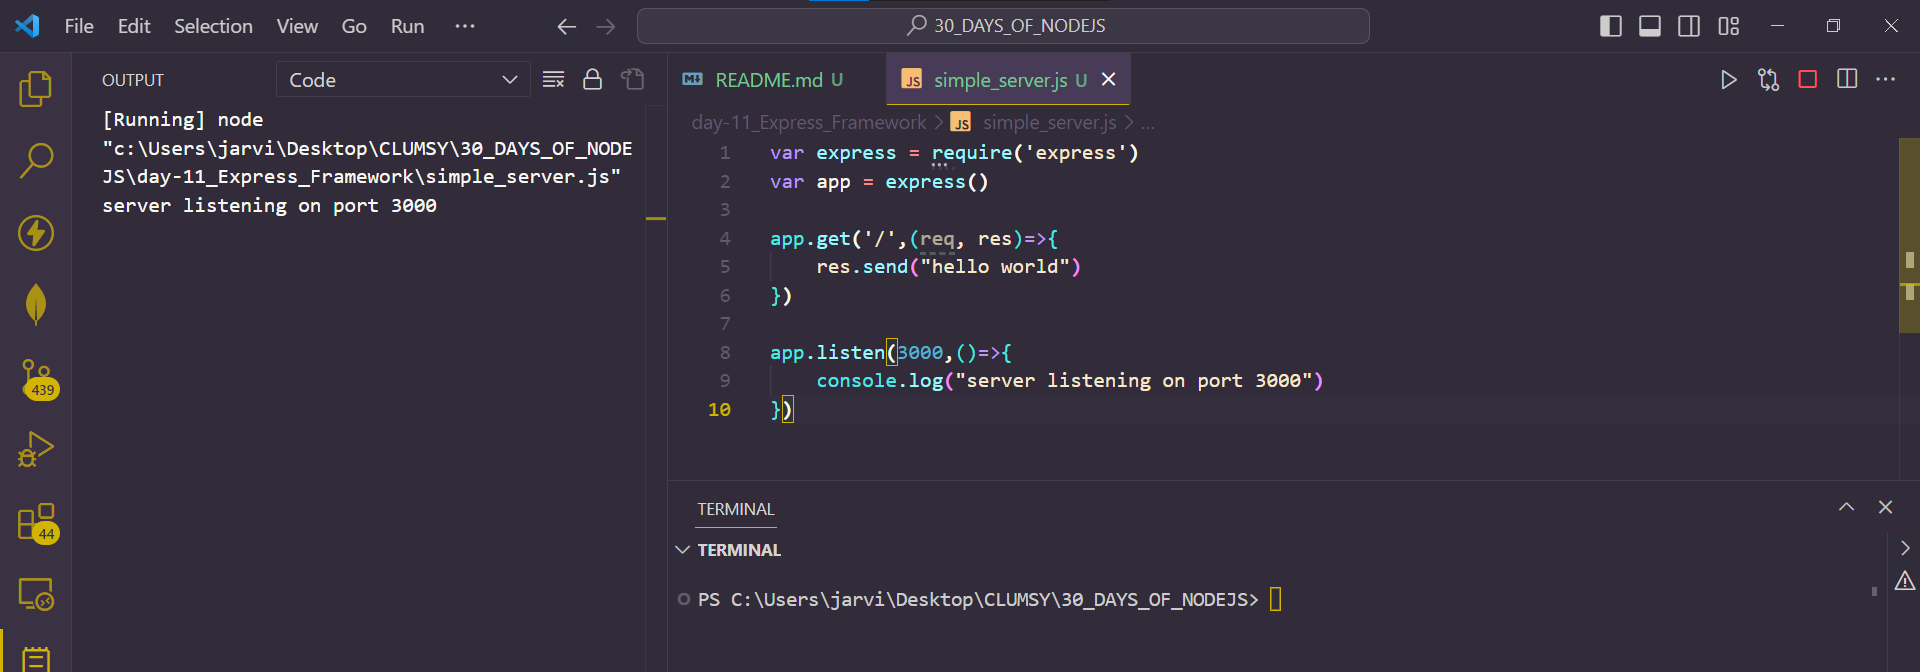 File Edit Selection View Go Run ··· 30_DAYS_OF_NODEJS
OUTPUT Code
[Running] node
"c:\Users\jarvi\Desktop\CLUMSY\30_DAYS_OF_NODE
JS\day-11_Express_Framework\simple_server.js"
server listening on port 3000
439
44
README.md U JS simple_server.js U
day-11_Express_Framework > JS simple_server.js > ...
1 var express = require('express')
2 var app = express()
3
4 app.get('/',(req, res)=>{
5 res.send("hello world")
6 })
7
8 app.listen(3000,()=>{
9 console.log("server listening on port 3000")
10 })
TERMINAL
TERMINAL
PS C:\Users\jarvi\Desktop\CLUMSY\30_DAYS_OF_NODEJS>